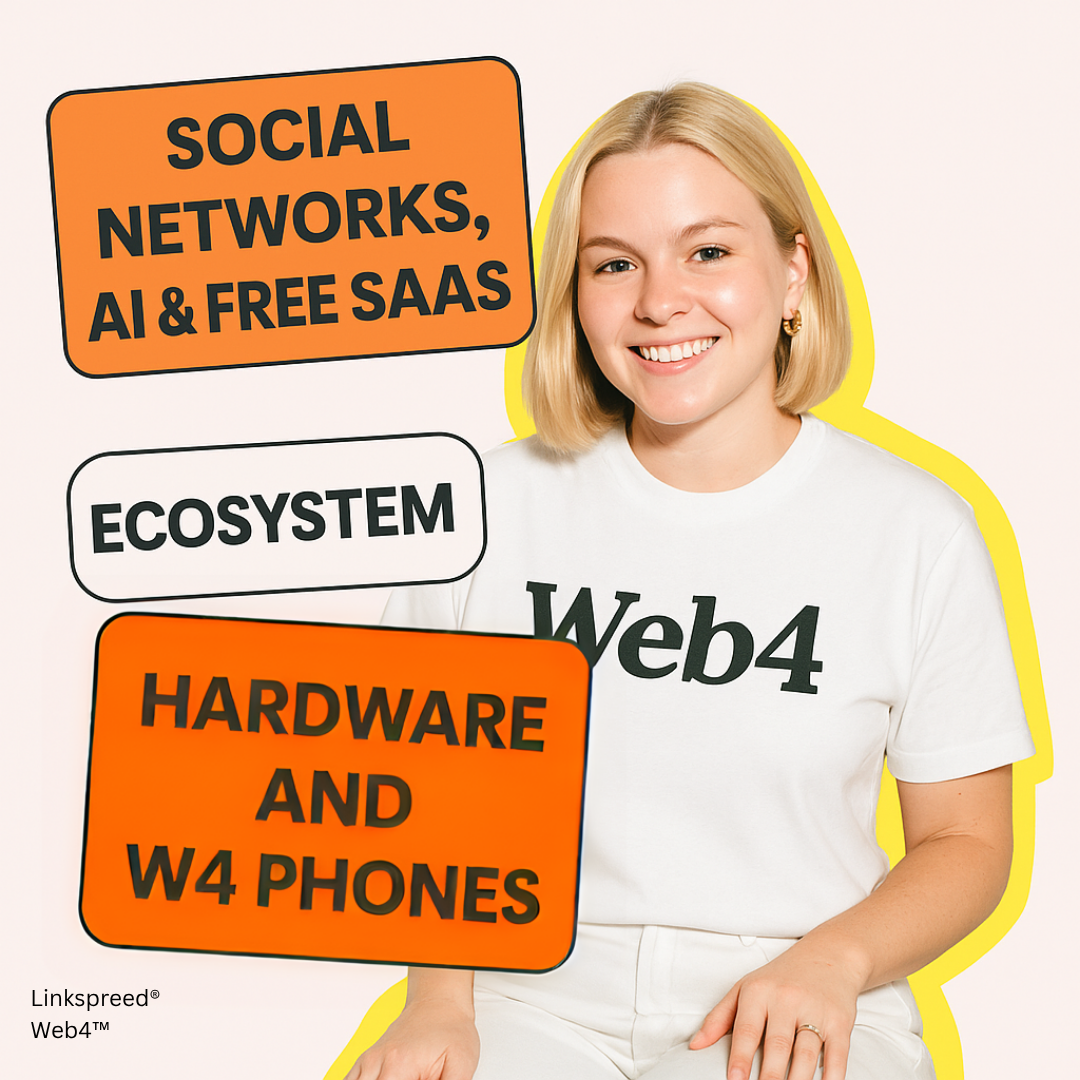 SOCIAL
NETWORKS,
AI & FREE SAAS
ECOSYSTEM
Web4
HARDWARE
AND
W4 PHONES
Linkspreed®
Web4™